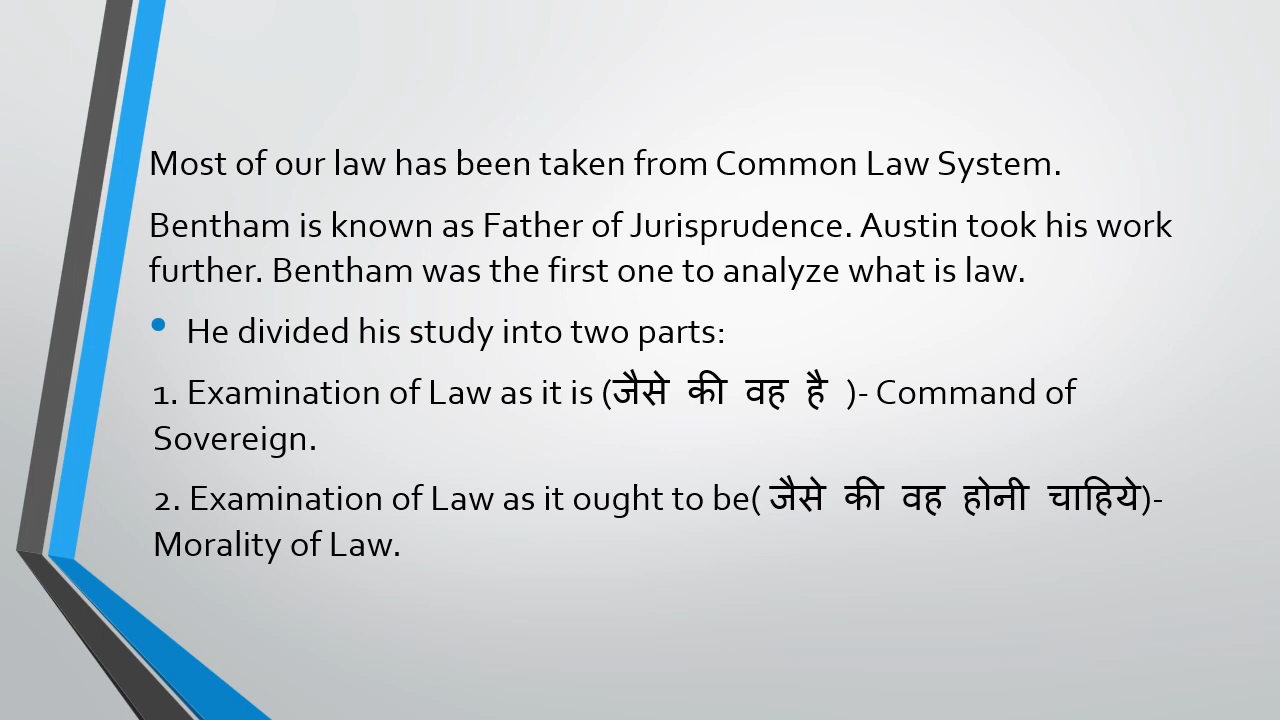 Most of our law has been taken from Common Law System.
Bentham is known as Father of Jurisprudence. Austin took his work
further. Bentham was the first one to analyze what is law.
• He divided his study into two parts:
1. Examination of Law as it is (जैसे की वह है )- Command of
Sovereign.
2. Examination of Law as it ought to be( जैसे की वह होनी चाहिये)-
Morality of Law.